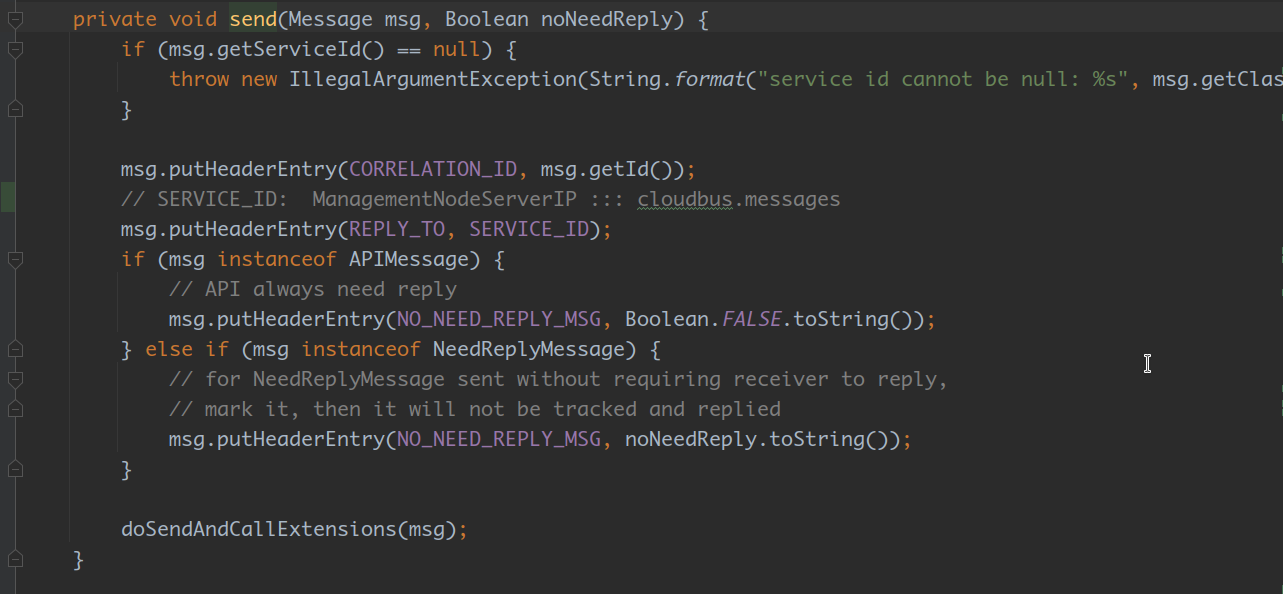 private void send(Message msg, Boolean noNeedReply) {
if (msg.getServiceId() == null) {
throw new IllegalArgumentException(String.format("service id cannot be null: %s", msg.getClas
}
msg.putHeaderEntry(CORRELATION_ID, msg.getId());
// SERVICE_ID:  ManagementNodeServerIP ::: cloudbus.messages
msg.putHeaderEntry(REPLY_TO, SERVICE_ID);
if (msg instanceof APIMessage) {
// API always need reply
msg.putHeaderEntry(NO_NEED_REPLY_MSG, Boolean.FALSE.toString());
} else if (msg instanceof NeedReplyMessage) {
// for NeedReplyMessage sent without requiring receiver to reply,
// mark it, then it will not be tracked and replied
msg.putHeaderEntry(NO_NEED_REPLY_MSG, noNeedReply.toString());
}
doSendAndCallExtensions(msg);
}